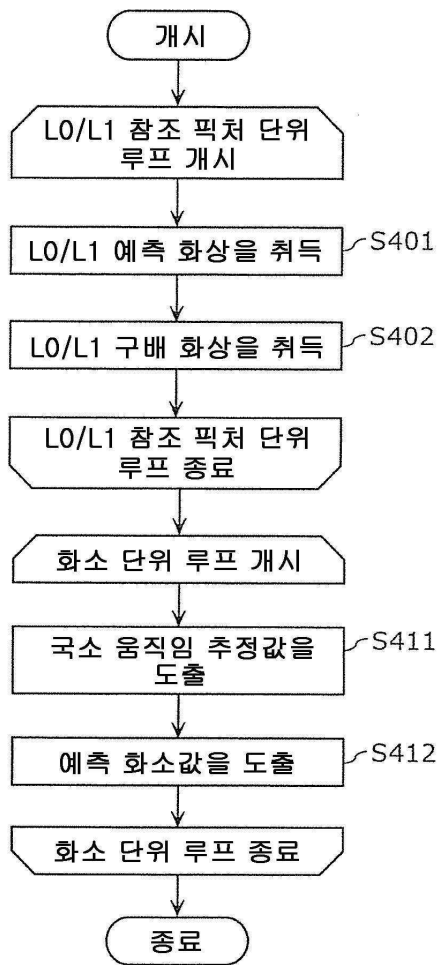 개시
L0/L1 참조 픽처 단위
루프 개시
L0/L1 예측 화상을 취득
S401
L0/L1 구배 화상을 취득
S402
L0/L1 참조 픽처 단위
루프 종료
화소 단위 루프 개시
국소 움직임 추정값을
도출
S411
예측 화소값을 도출
S412
화소 단위 루프 종료
종료